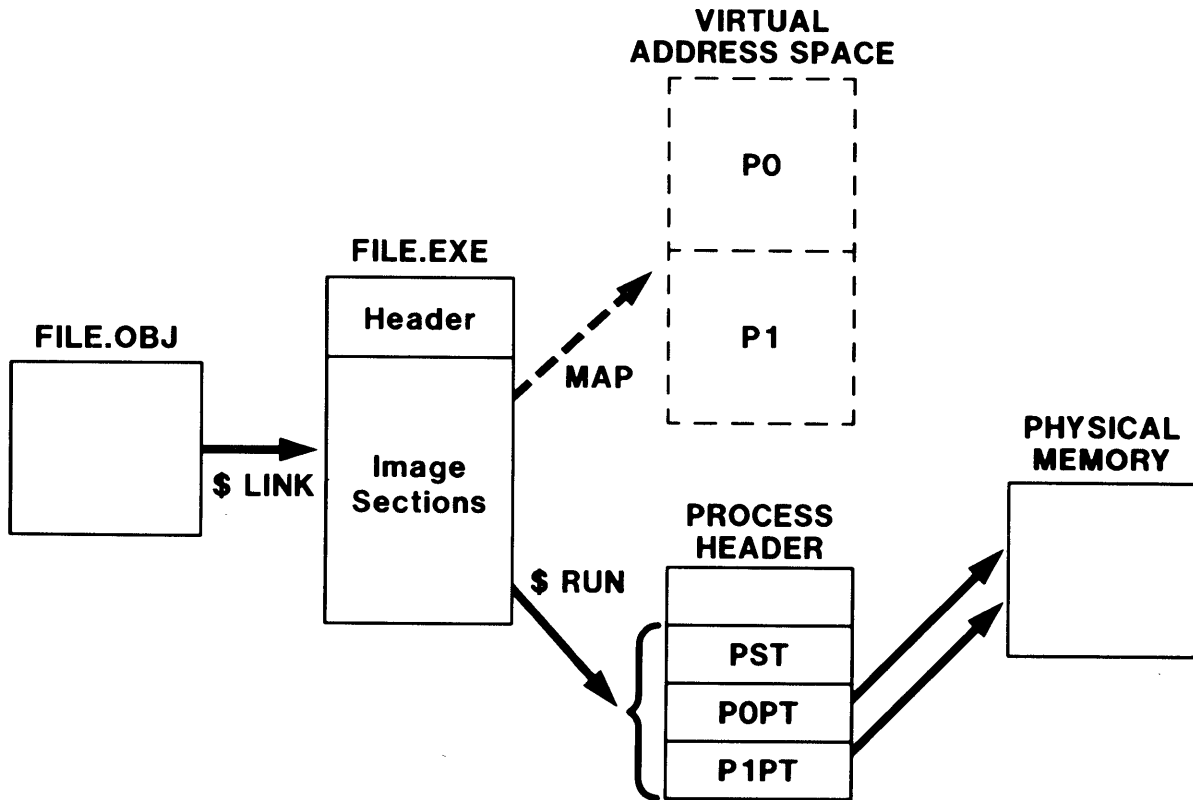 VIRTUAL
ADDRESS SPACE
P0
P1
FILE.EXE
Header
Image
Sections
FILE.OBJ
$ LINK
MAP
$ RUN
PROCESS
HEADER
PST
P0PT
P1PT
PHYSICAL
MEMORY